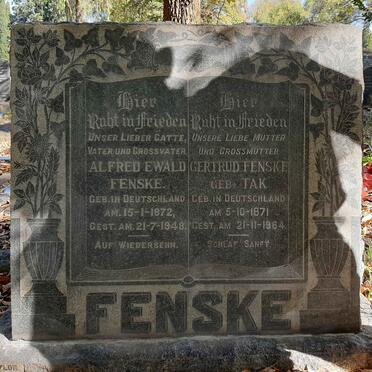 Hier
Ruht in Frieden
Unser Lieber Gatte,
Vater und Grossvater
Alfred Ewald
Fenske.
Geb. in Deutschland
am. 15-1-1872,
Gest. am. 21-7-1948.
Auf Wiedersehn.
Hier
Ruht in Frieden
Unsere Liebe Mutter
und Grossmutter
Gertrud Fenske
Geb. Tak
Geb. in Deutschland
am 5-10-1871
Gest. am 21-11-1964.
Schlaf Sanft.
FENSKE